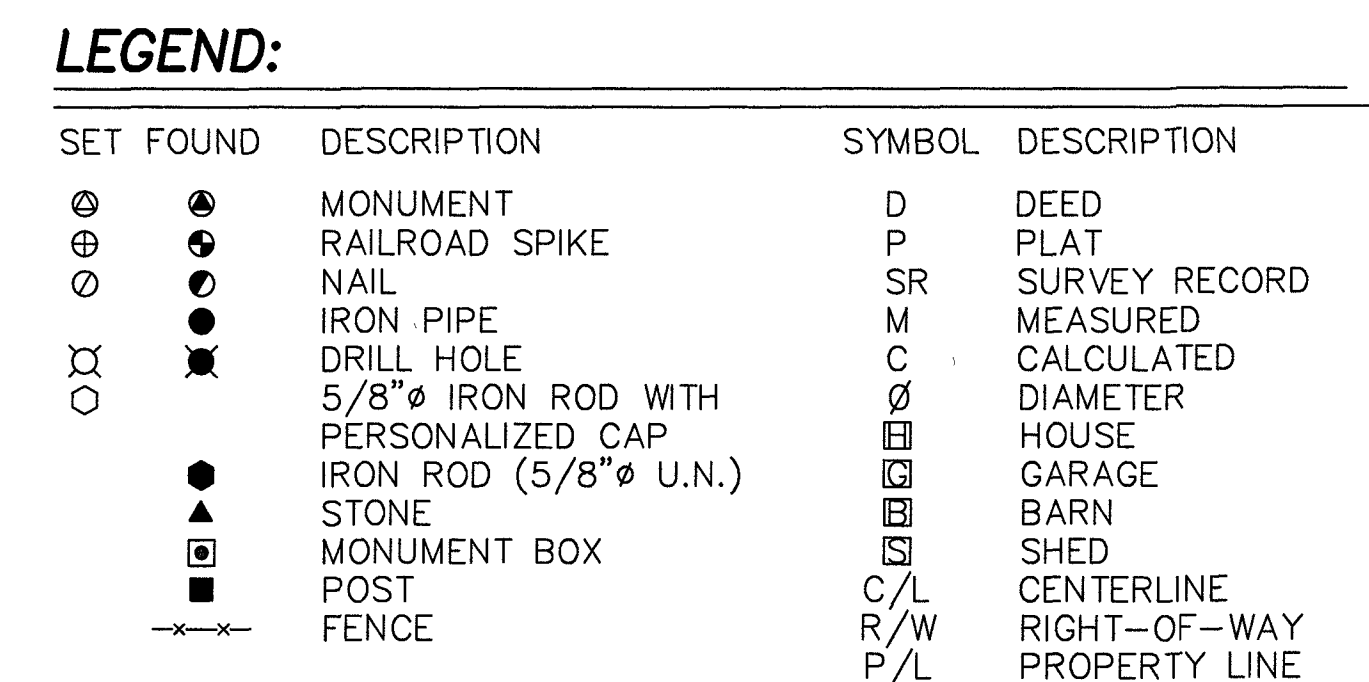 LEGEND:
SET FOUND DESCRIPTION SYMBOL DESCRIPTION
MONUMENT D DEED
RAILROAD SPIKE P PLAT
NAIL SR SURVEY RECORD
IRON PIPE M MEASURED
DRILL HOLE C CALCULATED
5/8"ø IRON ROD WITH Ø DIAMETER
PERSONALIZED CAP H HOUSE
IRON ROD (5/8"ø U.N.) G GARAGE
STONE B BARN
MONUMENT BOX S SHED
POST C/L CENTERLINE
—x—x— FENCE R/W RIGHT-OF-WAY
P/L PROPERTY LINE